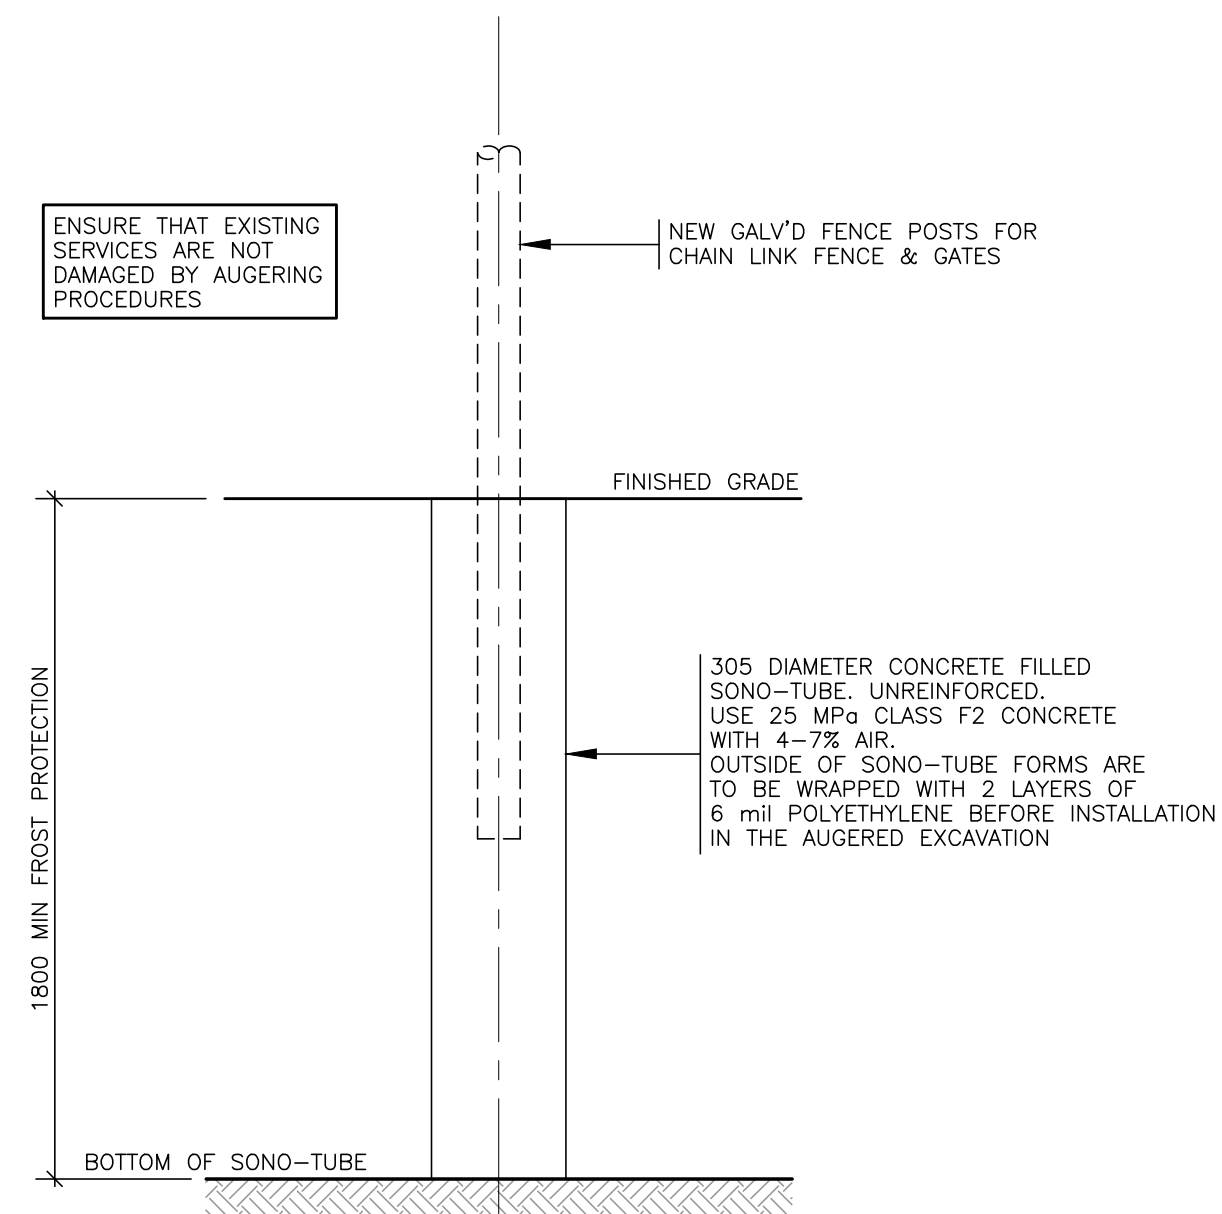 ENSURE THAT EXISTING
SERVICES ARE NOT
DAMAGED BY AUGERING
PROCEDURES
NEW GALV'D FENCE POSTS FOR
CHAIN LINK FENCE & GATES
FINISHED GRADE
1800 MIN FROST PROTECTION
305 DIAMETER CONCRETE FILLED
SONO-TUBE. UNREINFORCED.
USE 25 MPa CLASS F2 CONCRETE
WITH 4-7% AIR.
OUTSIDE OF SONO-TUBE FORMS ARE
TO BE WRAPPED WITH 2 LAYERS OF
6 mil POLYETHYLENE BEFORE INSTALLATION
IN THE AUGERED EXCAVATION
BOTTOM OF SONO-TUBE